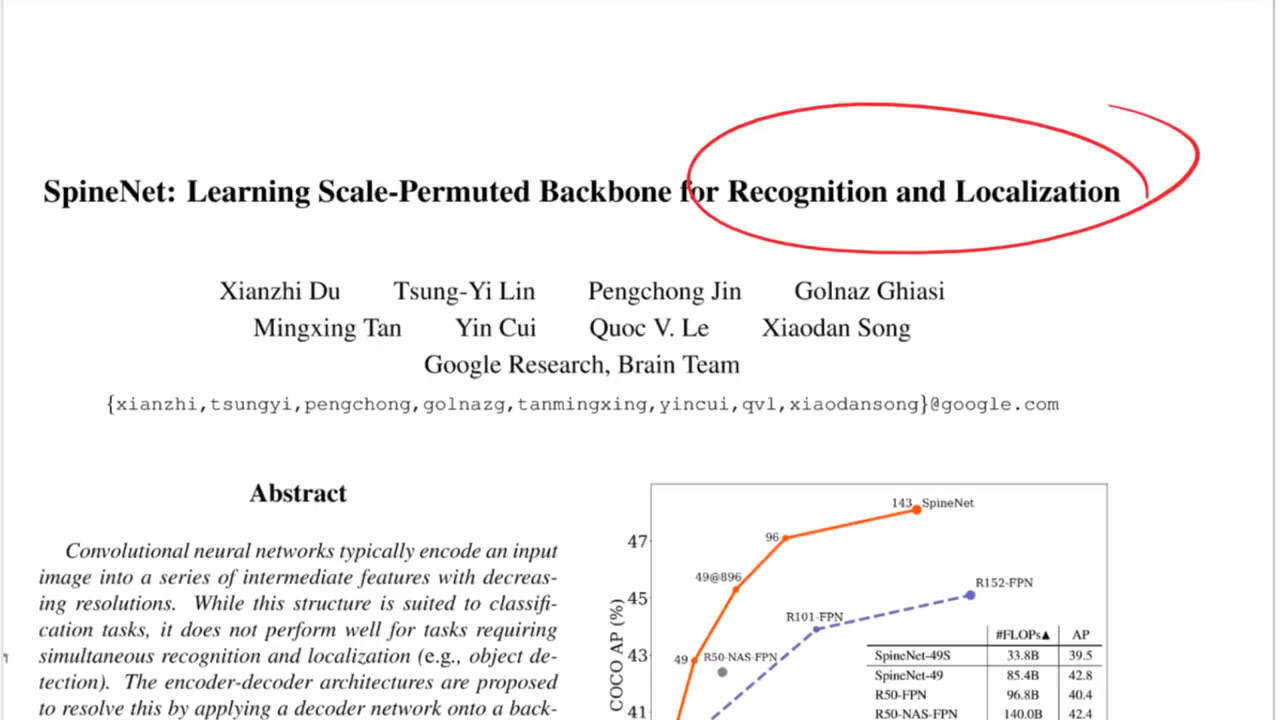 SpineNet: Learning Scale-Permuted Backbone for Recognition and Localization
Xianzhi Du Tsung-Yi Lin Pengchong Jin Golnaz Ghiasi
Mingxing Tan Yin Cui Quoc V. Le Xiaodan Song
Google Research, Brain Team
{xianzhi,tsungyi,pengchong,golnazg,tanmingxing,yincui,qvl,xiaodansong}@google.com
Abstract
Convolutional neural networks typically encode an input
image into a series of intermediate features with decreas-
ing resolutions. While this structure is suited to classifi-
cation tasks, it does not perform well for tasks requiring
simultaneous recognition and localization (e.g., object de-
tection). The encoder-decoder architectures are proposed
to resolve this by applying a decoder network onto a back-
143 SpineNet
96
47
49@896
R152-FPN
45
R101-FPN
#FLOPs▲ AP
49 R50-NAS-FPN
43
SpineNet-49S 33.8B 39.5
SpineNet-49 85.4B 42.8
R50-FPN 96.8B 40.4
R50-NAS-FPN 140.0B 42.4
41
COCO AP (%)